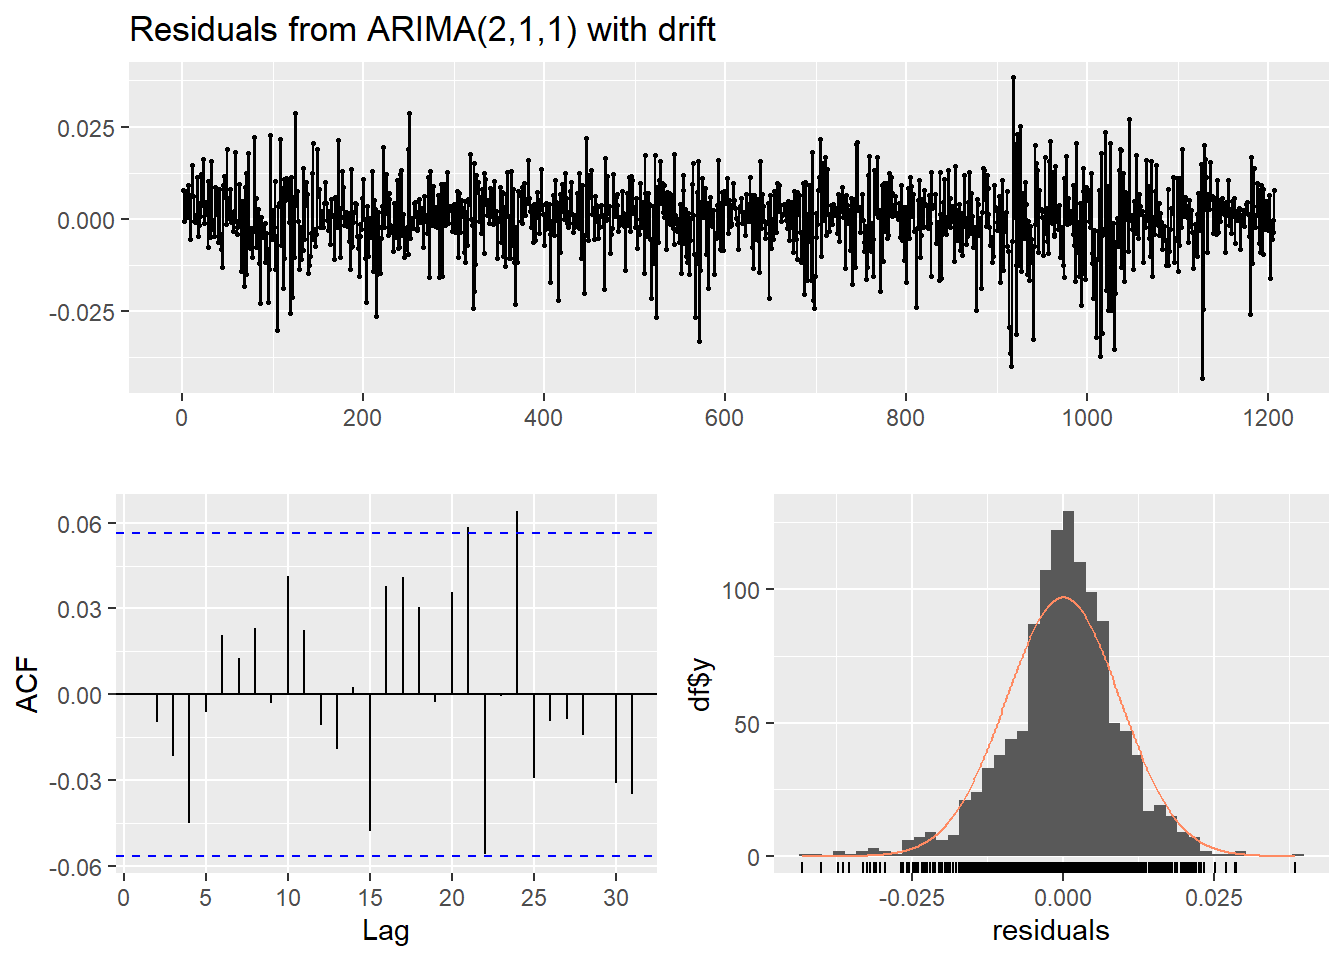 Residuals from ARIMA(2,1,1) with drift
0.025
0.000
-0.025
0 200 400 600 800 1000 1200
0.06
0.03
0.00
-0.03
-0.06
ACF
0 5 10 15 20 25 30
Lag
100
50
0
df$y
-0.025 0.000 0.025
residuals